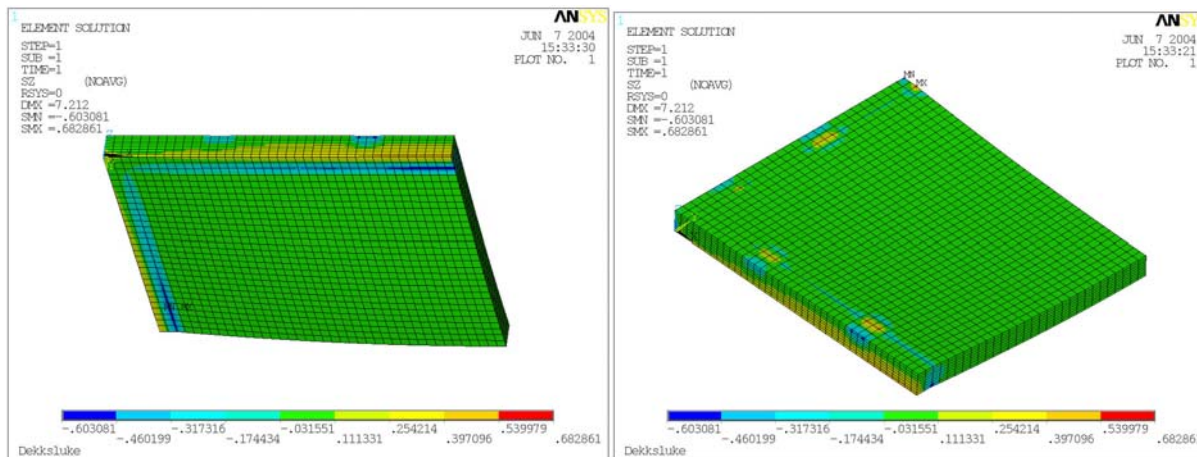 1
ANSYS
ELEMENT SOLUTION
JUN 7 2004
15:33:30
PLOT NO. 1
STEP=1
SUB =1
TIME=1
SZ (NOAVG)
RSYS=0
DMX =7.212
SMN =-.603081
SMX =.682861
-.603081 -.317316 -.031551 .254214 .539979
-.460199 -.174434 .111331 .397096 .682861
Dekksluke
1
ANSYS
ELEMENT SOLUTION
JUN 7 2004
15:33:21
PLOT NO. 1
STEP=1
SUB =1
TIME=1
SZ (NOAVG)
RSYS=0
DMX =7.212
SMN =-.603081
SMX =.682861
MN
MX
-.603081 -.317316 -.031551 .254214 .539979
-.460199 -.174434 .111331 .397096 .682861
Dekksluke